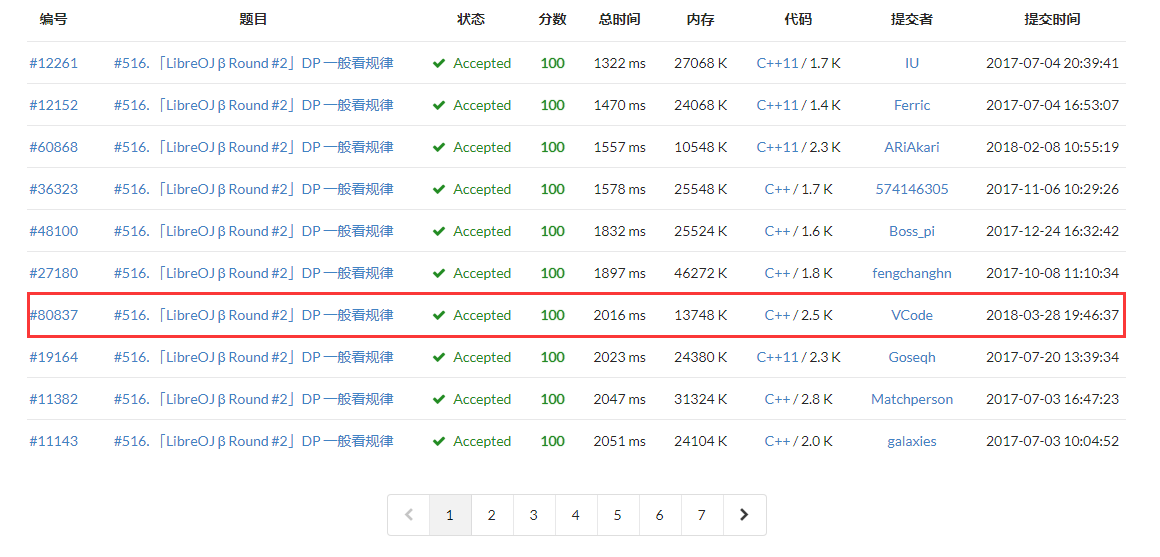 编号 题目 状态 分数 总时间 内存 代码 提交者 提交时间
#12261 #516. 「LibreOJ β Round #2」DP 一般看规律 Accepted 100 1322 ms 27068 K C++11 / 1.7 K IU 2017-07-04 20:39:41
#12152 #516. 「LibreOJ β Round #2」DP 一般看规律 Accepted 100 1470 ms 24068 K C++11 / 1.4 K Ferric 2017-07-04 16:53:07
#60868 #516. 「LibreOJ β Round #2」DP 一般看规律 Accepted 100 1557 ms 10548 K C++11 / 2.3 K ARiAkari 2018-02-08 10:55:19
#36323 #516. 「LibreOJ β Round #2」DP 一般看规律 Accepted 100 1578 ms 25548 K C++ / 1.7 K 574146305 2017-11-06 10:29:26
#48100 #516. 「LibreOJ β Round #2」DP 一般看规律 Accepted 100 1832 ms 25524 K C++ / 1.6 K Boss_pi 2017-12-24 16:32:42
#27180 #516. 「LibreOJ β Round #2」DP 一般看规律 Accepted 100 1897 ms 46272 K C++ / 1.8 K fengchanghn 2017-10-08 11:10:34
#80837 #516. 「LibreOJ β Round #2」DP 一般看规律 Accepted 100 2016 ms 13748 K C++ / 2.5 K VCode 2018-03-28 19:46:37
#19164 #516. 「LibreOJ β Round #2」DP 一般看规律 Accepted 100 2023 ms 24380 K C++11 / 2.3 K Goseqh 2017-07-20 13:39:34
#11382 #516. 「LibreOJ β Round #2」DP 一般看规律 Accepted 100 2047 ms 31324 K C++ / 2.8 K Matchperson 2017-07-03 16:47:23
#11143 #516. 「LibreOJ β Round #2」DP 一般看规律 Accepted 100 2051 ms 24104 K C++ / 2.0 K galaxies 2017-07-03 10:04:52
1 2 3 4 5 6 7